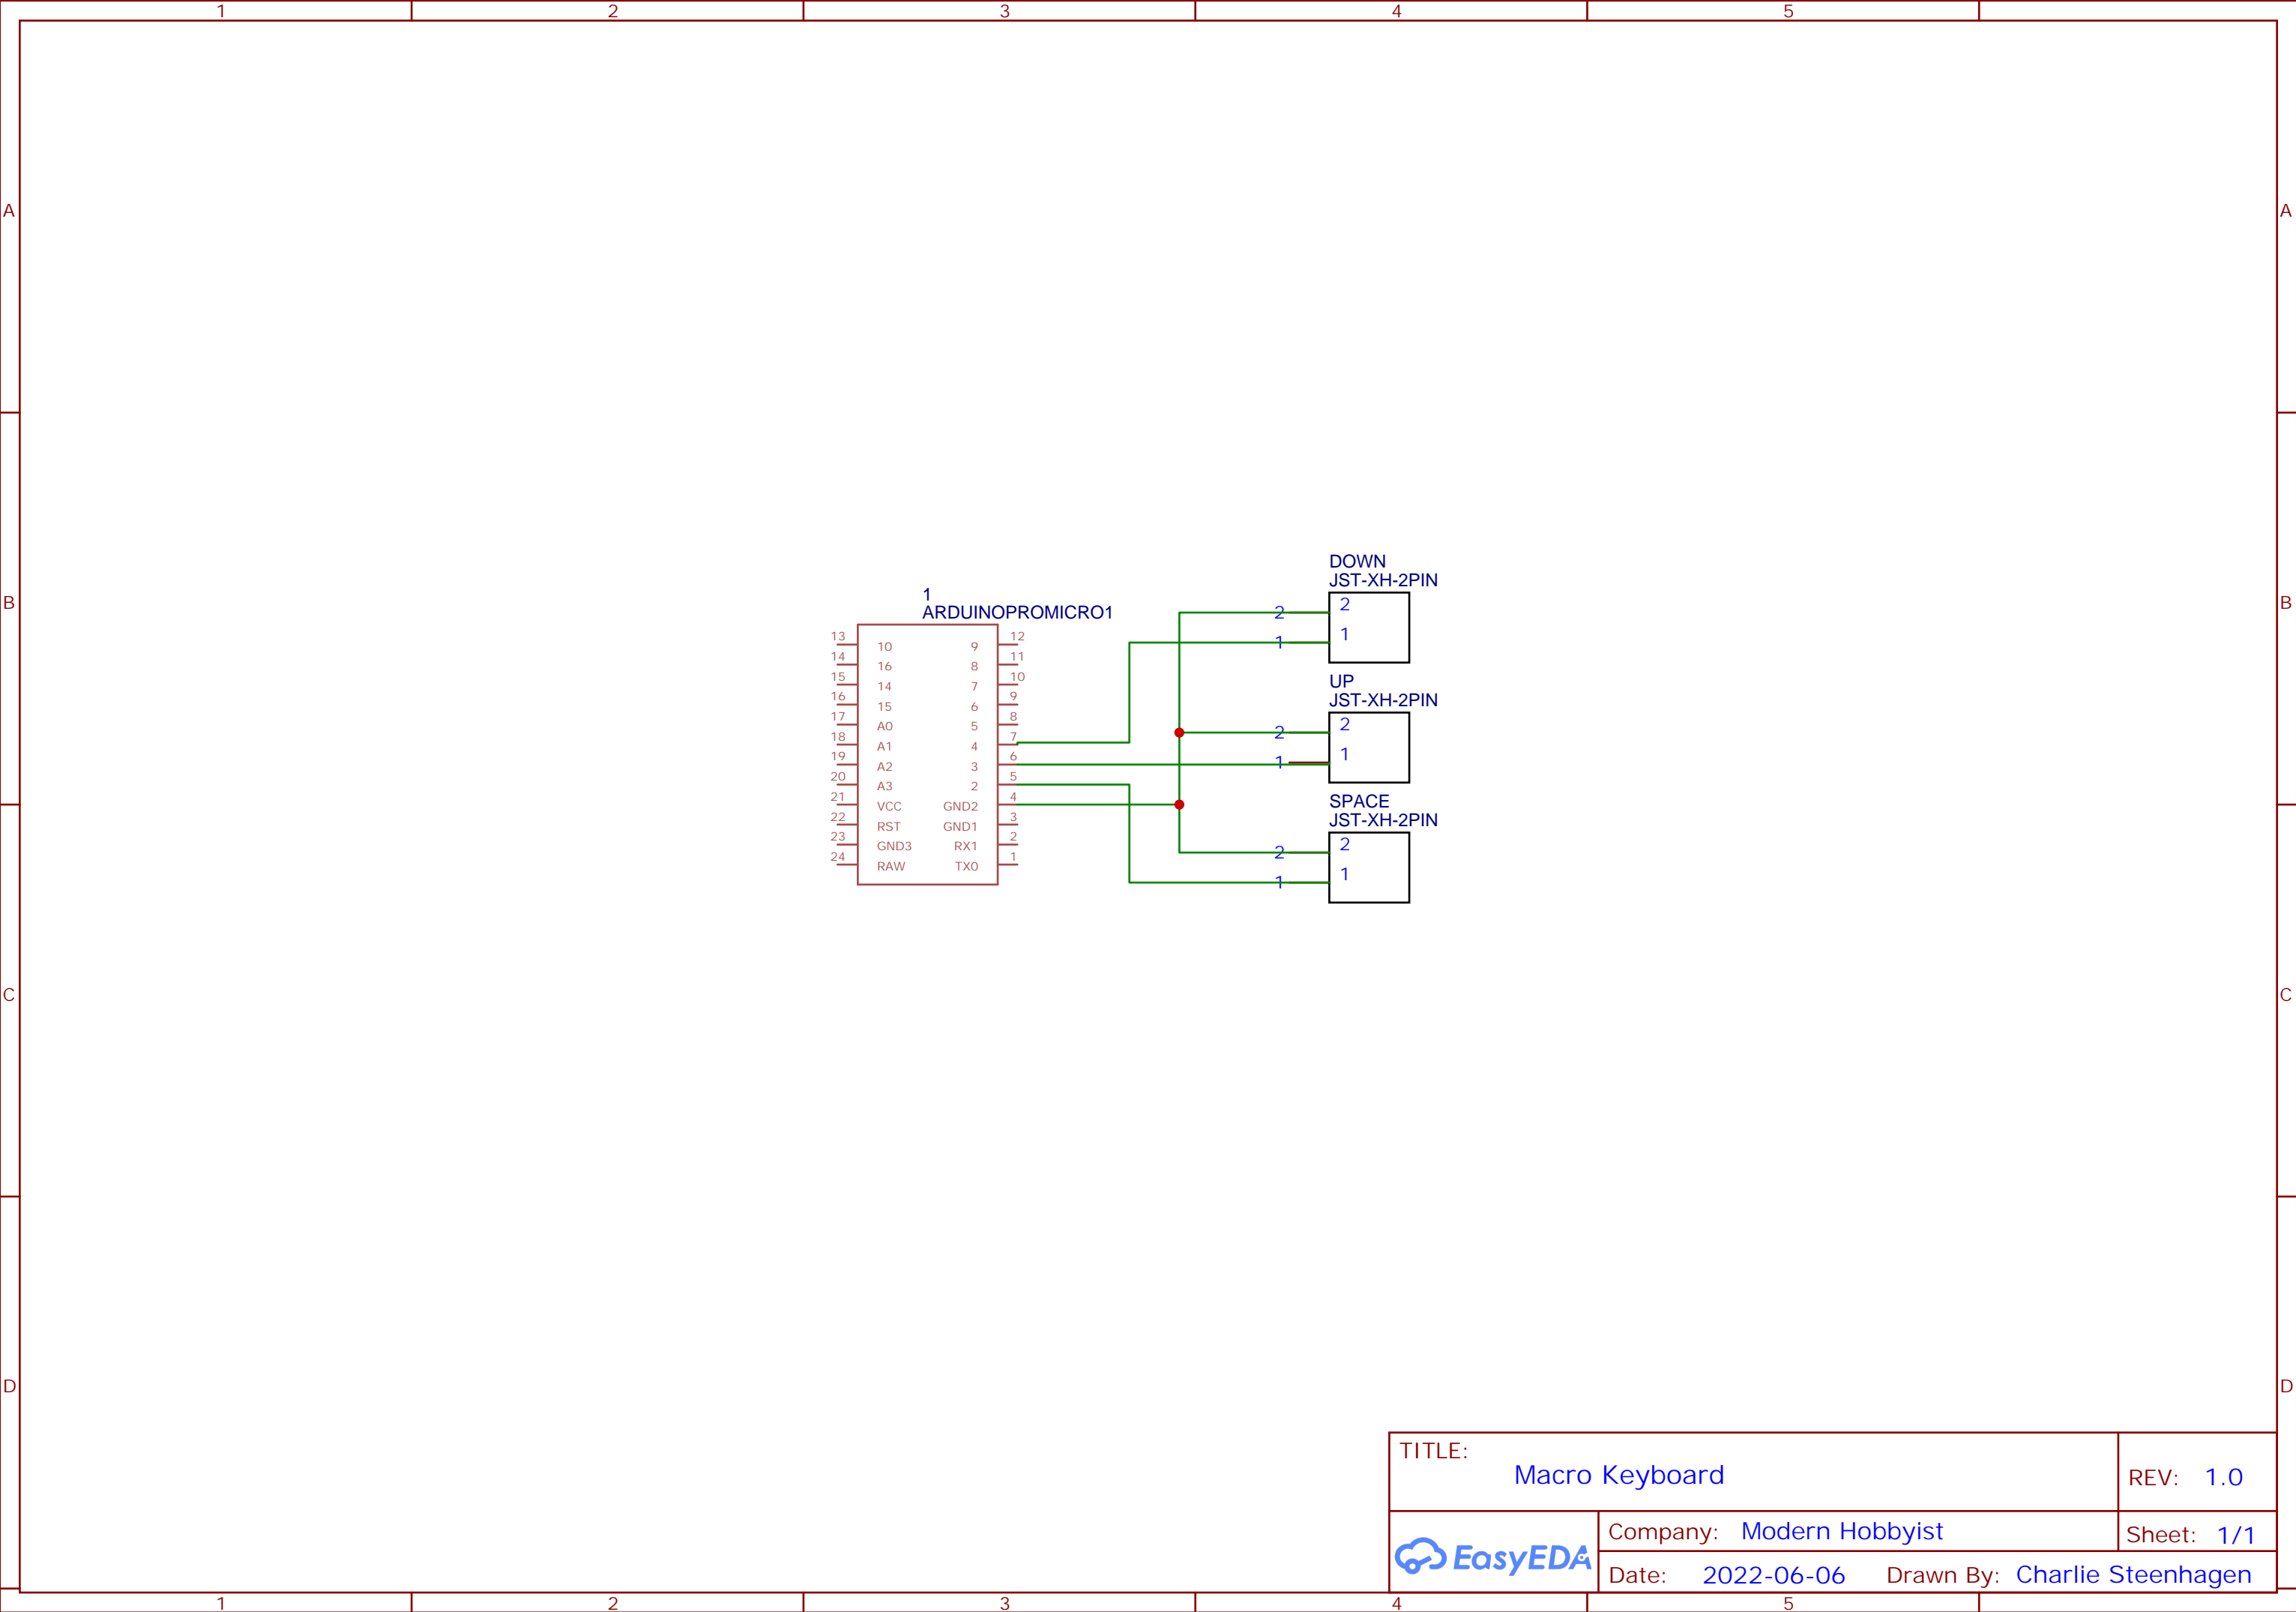 1 2 3 4 5
A A
DOWN
JST-XH-2PIN
2 2
1 1
B B
1
ARDUINOPROMICRO1
13 10 9 12
14 16 8 11
15 14 7 10
16 15 6 9
17 A0 5 8
18 A1 4 7
19 A2 3 6
20 A3 2 5
21 VCC GND2 4
22 RST GND1 3
23 GND3 RX1 2
24 RAW TX0 1
UP
JST-XH-2PIN
2 2
1 1
SPACE
JST-XH-2PIN
2 2
1 1
C C
D D
TITLE:
Macro Keyboard
REV: 1.0
EasyEDA
Company: Modern Hobbyist
Sheet: 1/1
Date: 2022-06-06 Drawn By: Charlie Steenhagen
1 2 3 4 5